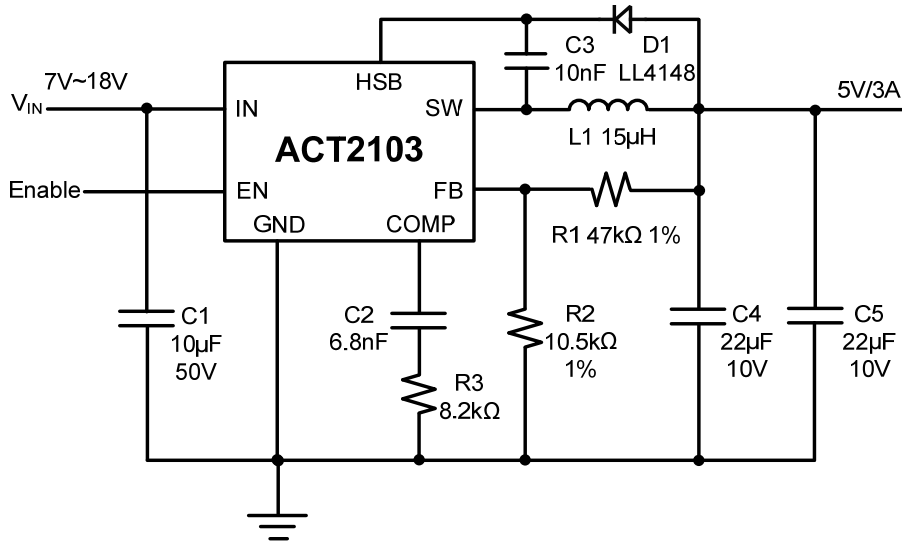 C3
10nF
D1
LL4148
7V~18V
HSB
5V/3A
V_IN
IN
SW
L1 15µH
ACT2103
Enable
EN
FB
GND
COMP
R1 47kΩ 1%
C1
10µF
50V
C2
6.8nF
R2
10.5kΩ
1%
C4
22µF
10V
C5
22µF
10V
R3
8.2kΩ